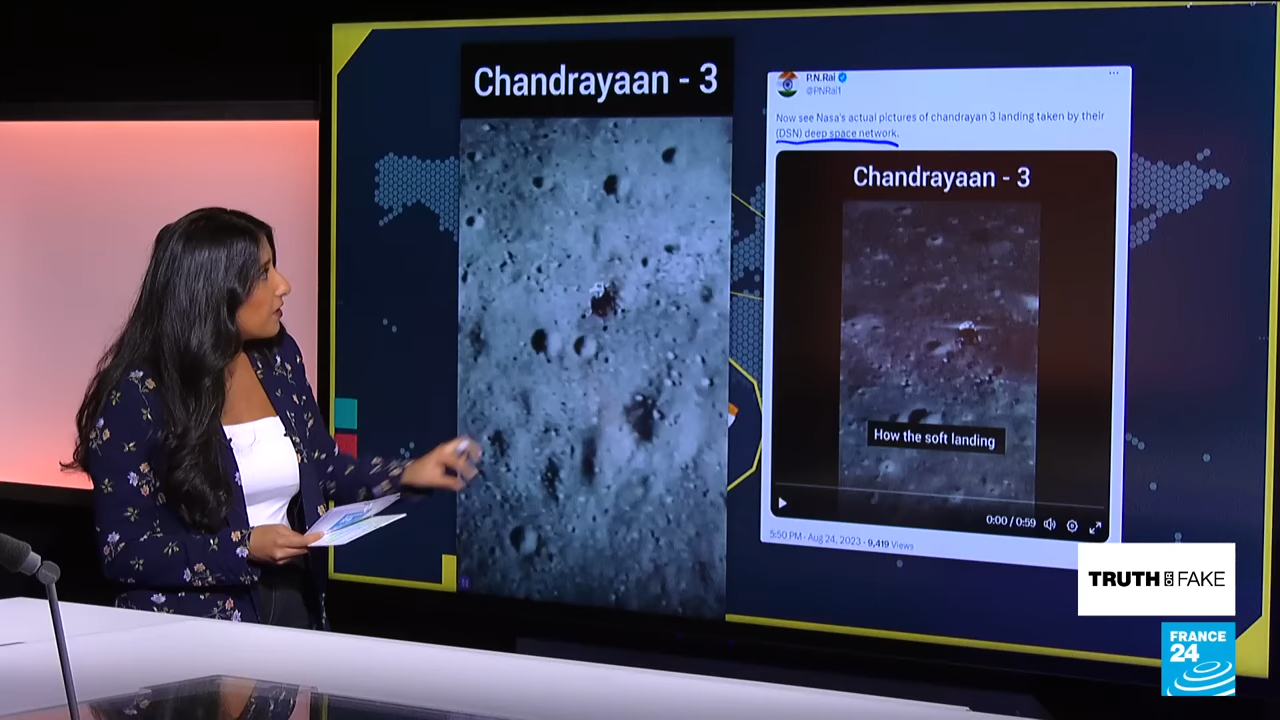 Chandrayaan - 3
P.N.Rai
@PNRai1
Now see Nasa's actual pictures of chandrayan 3 landing taken by their
(DSN) deep space network.
Chandrayaan - 3
How the soft landing
0:00 / 0:59
5:50 PM - Aug 24, 2023 - 9,419 Views
TRUTH OR FAKE
FRANCE
24